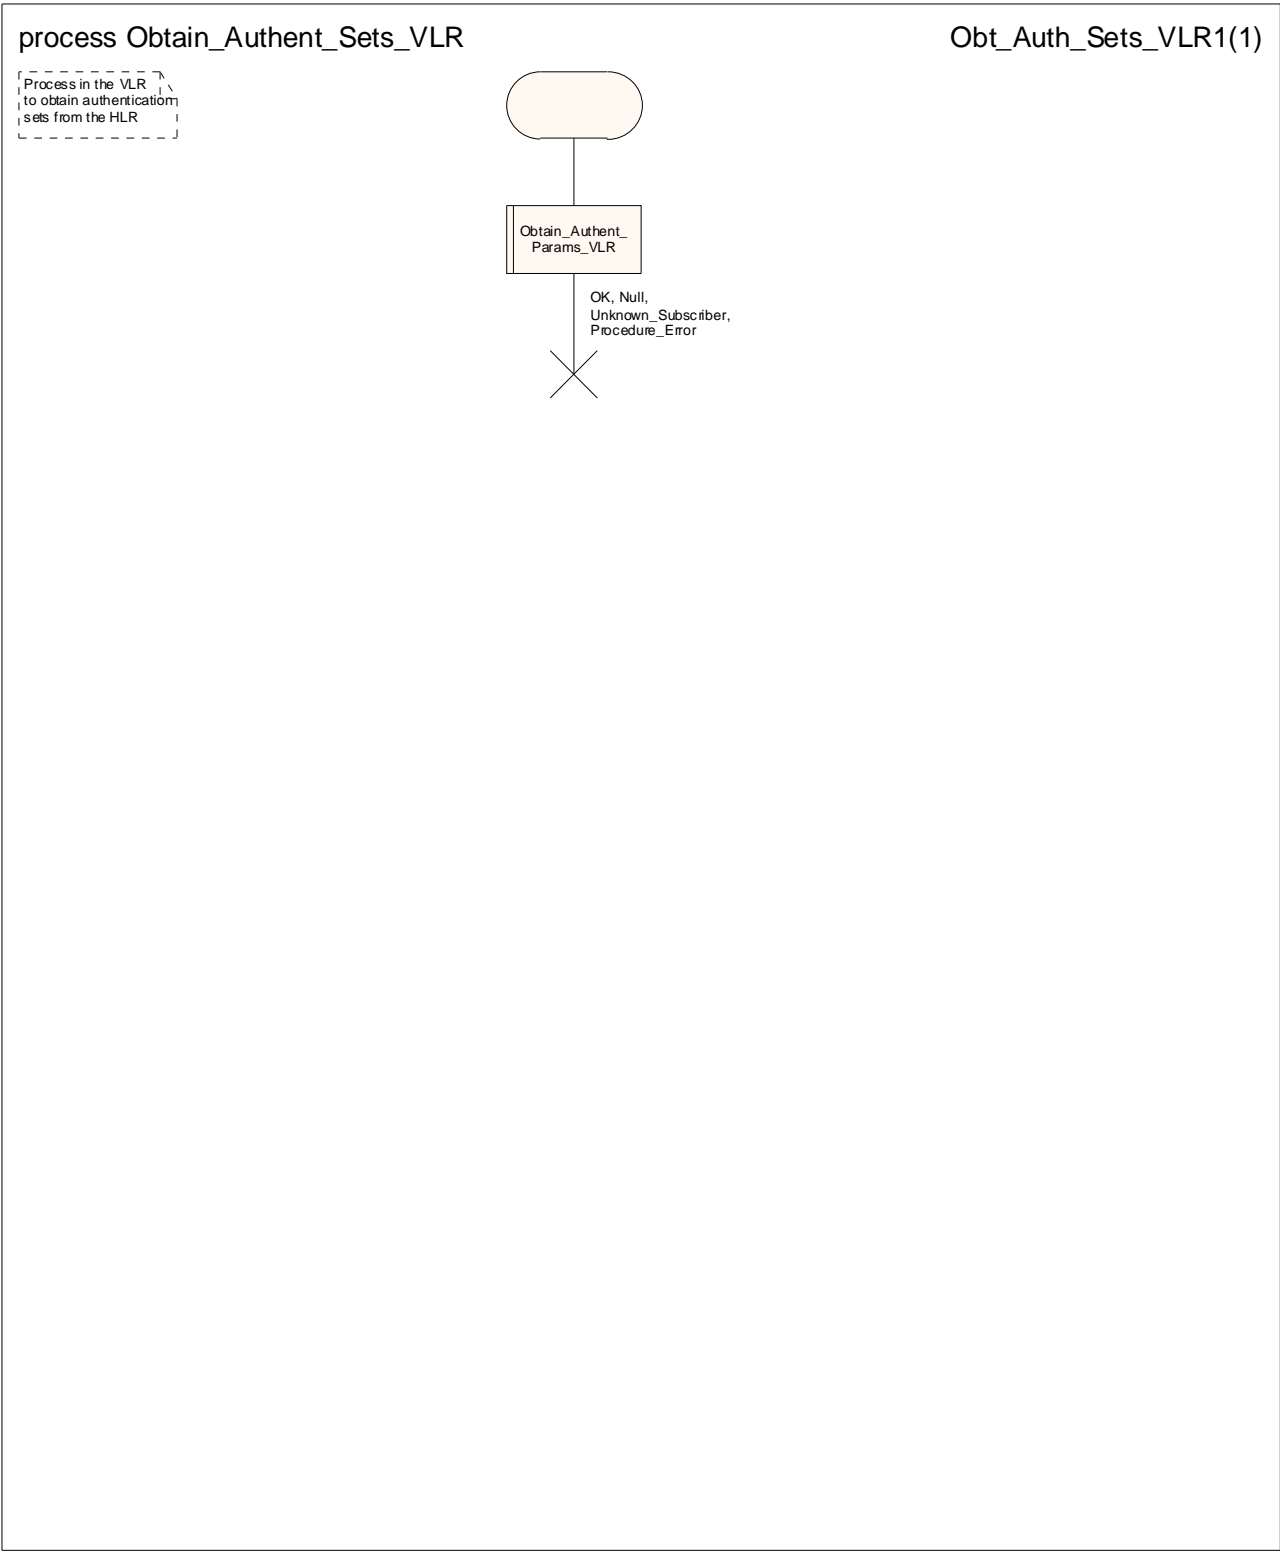 process Obtain_Authent_Sets_VLR
Obt_Auth_Sets_VLR1(1)
Process in the VLR
to obtain authentication
sets from the HLR
Obtain_Authent_
Params_VLR
OK, Null,
Unknown_Subscriber,
Procedure_Error